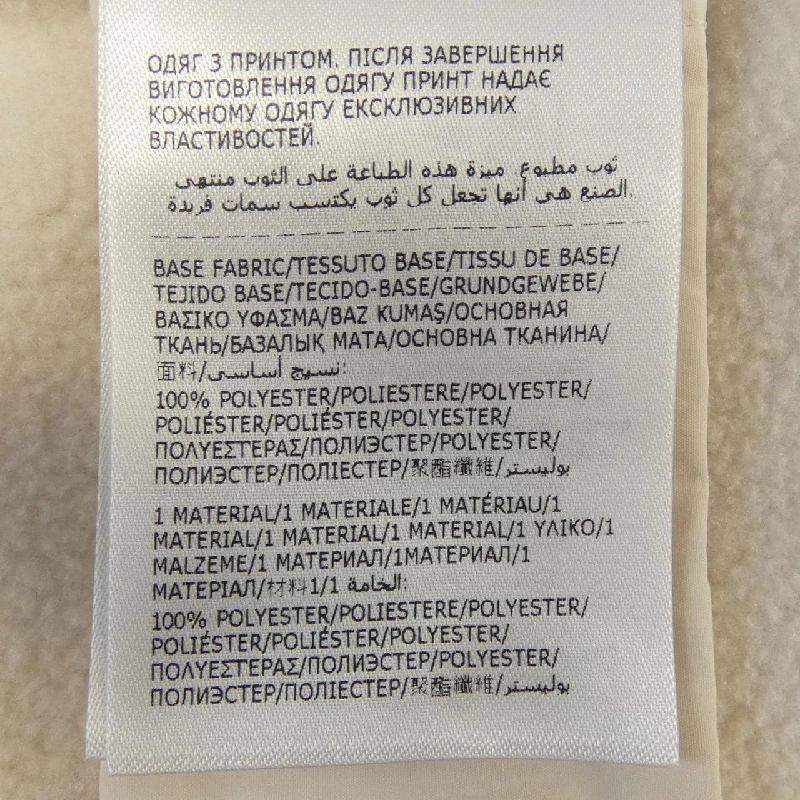 ОДЯГ З ПРИНТОМ. ПІСЛЯ ЗАВЕРШЕННЯ
ВИГОТОВЛЕННЯ ОДЯГУ ПРИНТ НАДАЄ
КОЖНОМУ ОДЯГУ ЕКСКЛЮЗИВНИХ
ВЛАСТИВОСТЕЙ.
ثوب مطبوع. ميزة هذه الطباعة على الثوب منتهى
الصنع هي أنها تجعل كل ثوب يكتسب سمات فريدة.
BASE FABRIC/TESSUTO BASE/TISSU DE BASE/
TEJIDO BASE/TECIDO-BASE/GRUNDGEWEBE/
ΒΑΣΙΚΟ ΥΦΑΣΜΑ/BAZ KUMAŞ/ОСНОВНАЯ
ТКАНЬ/БАЗАЛЫҚ МАТА/ОСНОВНА ТКАНИНА/
面料/نسيج أساسى:
100% POLYESTER/POLIESTERE/POLYESTER/
POLIÉSTER/POLIÉSTER/POLYESTER/
ΠΟΛΥΕΣΤΕΡΑΣ/ПОЛИЭСТЕР/POLYESTER/
ПОЛИЭСТЕР/ПОЛІЕСТЕР/聚酯纖維/بوليستر
1 MATERIAL/1 MATERIALE/1 MATÉRIAU/1
MATERIAL/1 MATERIAL/1 MATERIAL/1 ΥΛΙΚΟ/1
MALZEME/1 МАТЕРИАЛ/1МАТЕРИАЛ/1
МАТЕРІАЛ/材料1/1 الخامة:
100% POLYESTER/POLIESTERE/POLYESTER/
POLIÉSTER/POLIÉSTER/POLYESTER/
ΠΟΛΥΕΣΤΕΡΑΣ/ПОЛИЭСТЕР/POLYESTER/
ПОЛИЭСТЕР/ПОЛІЕСТЕР/聚酯纖維/بوليستر